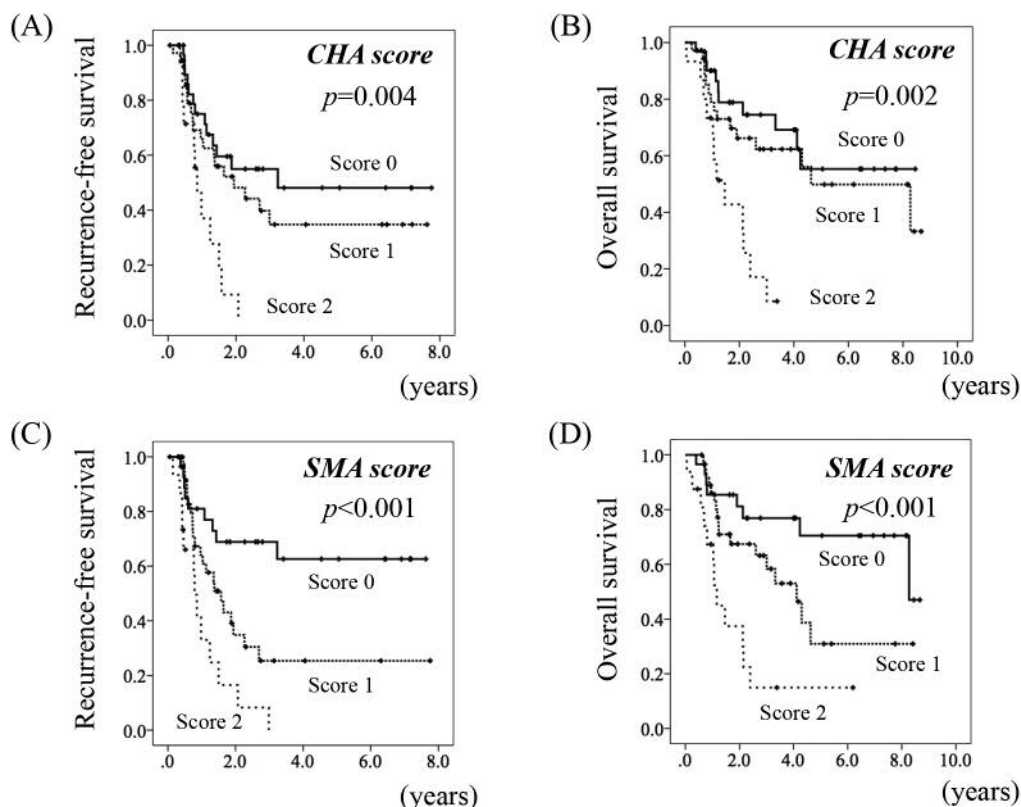 (A)
Recurrence-free survival
CHA score
p=0.004
1.0
0.8
0.6
0.4
0.2
0.0
Score 0
Score 1
Score 2
.0 2.0 4.0 6.0 8.0
(years)
(B)
Overall survival
CHA score
p=0.002
1.0
0.8
0.6
0.4
0.2
0.0
Score 0
Score 1
Score 2
.0 2.0 4.0 6.0 8.0 10.0
(years)
(C)
Recurrence-free survival
SMA score
p<0.001
1.0
0.8
0.6
0.4
0.2
0.0
Score 0
Score 1
Score 2
.0 2.0 4.0 6.0 8.0
(years)
(D)
Overall survival
SMA score
p<0.001
1.0
0.8
0.6
0.4
0.2
0.0
Score 0
Score 1
Score 2
.0 2.0 4.0 6.0 8.0 10.0
(years)